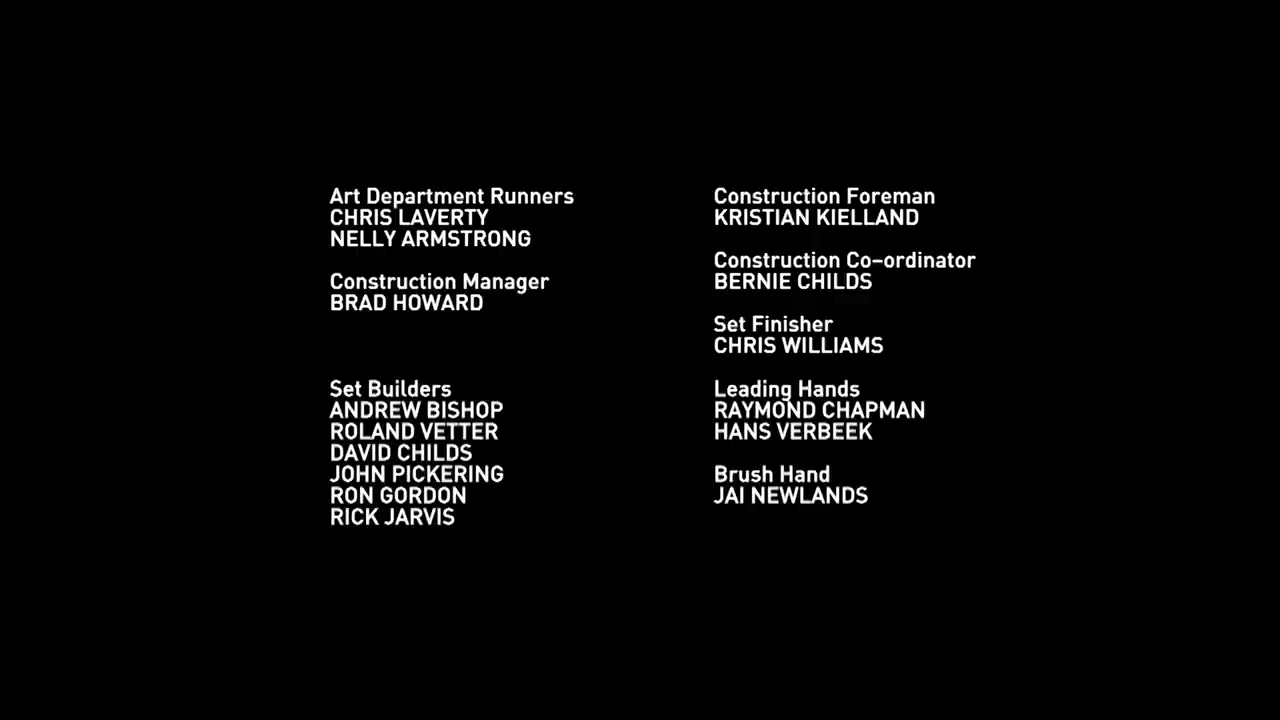 Art Department Runners
CHRIS LAVERTY
NELLY ARMSTRONG
Construction Manager
BRAD HOWARD
Set Builders
ANDREW BISHOP
ROLAND VETTER
DAVID CHILDS
JOHN PICKERING
RON GORDON
RICK JARVIS
Construction Foreman
KRISTIAN KIELLAND
Construction Co–ordinator
BERNIE CHILDS
Set Finisher
CHRIS WILLIAMS
Leading Hands
RAYMOND CHAPMAN
HANS VERBEEK
Brush Hand
JAI NEWLANDS